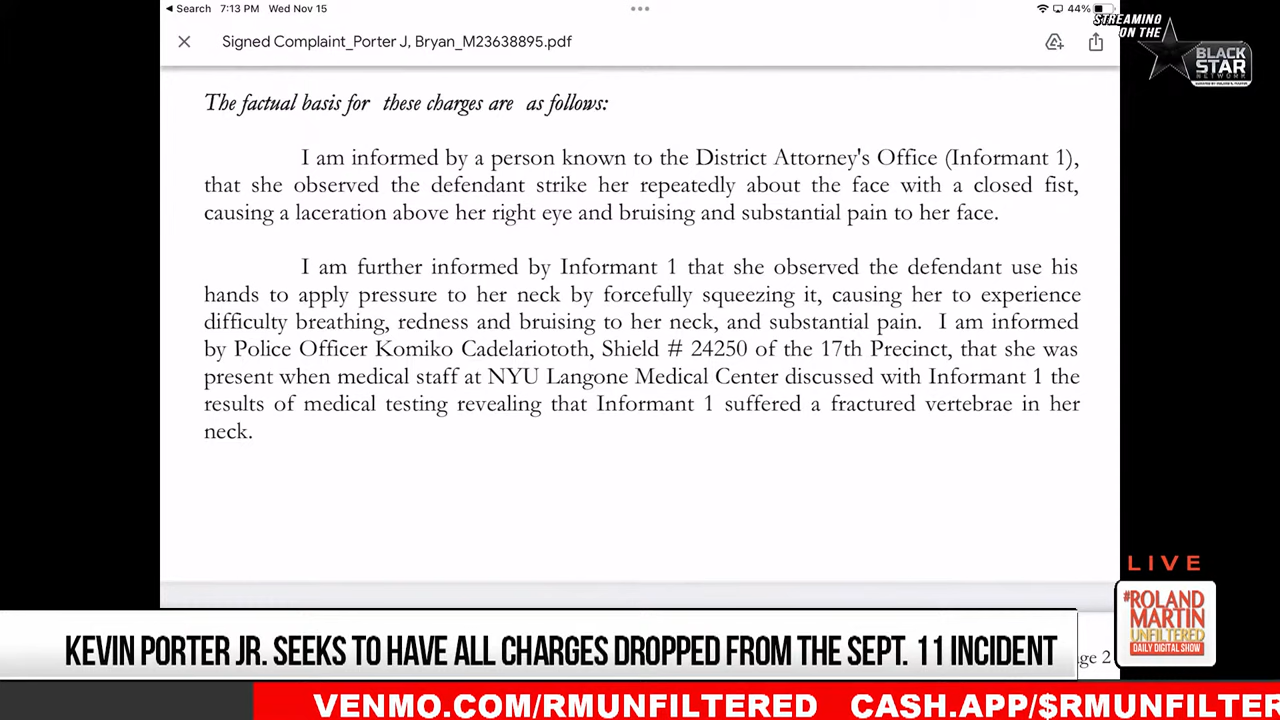 Search 7:13 PM Wed Nov 15
44%
STREAMING
ON THE
BLACK
STAR
NETWORK
Signed Complaint_Porter J, Bryan_M23638895.pdf
The factual basis for these charges are as follows:
I am informed by a person known to the District Attorney's Office (Informant 1),
that she observed the defendant strike her repeatedly about the face with a closed fist,
causing a laceration above her right eye and bruising and substantial pain to her face.
I am further informed by Informant 1 that she observed the defendant use his
hands to apply pressure to her neck by forcefully squeezing it, causing her to experience
difficulty breathing, redness and bruising to her neck, and substantial pain. I am informed
by Police Officer Komiko Cadelariototh, Shield # 24250 of the 17th Precinct, that she was
present when medical staff at NYU Langone Medical Center discussed with Informant 1 the
results of medical testing revealing that Informant 1 suffered a fractured vertebrae in her
neck.
LIVE
#ROLAND
MARTIN
UNFILTERED
DAILY DIGITAL SHOW
KEVIN PORTER JR. SEEKS TO HAVE ALL CHARGES DROPPED FROM THE SEPT. 11 INCIDENT
ge 2
VENMO.COM/RMUNFILTERED CASH.APP/$RMUNFILTER